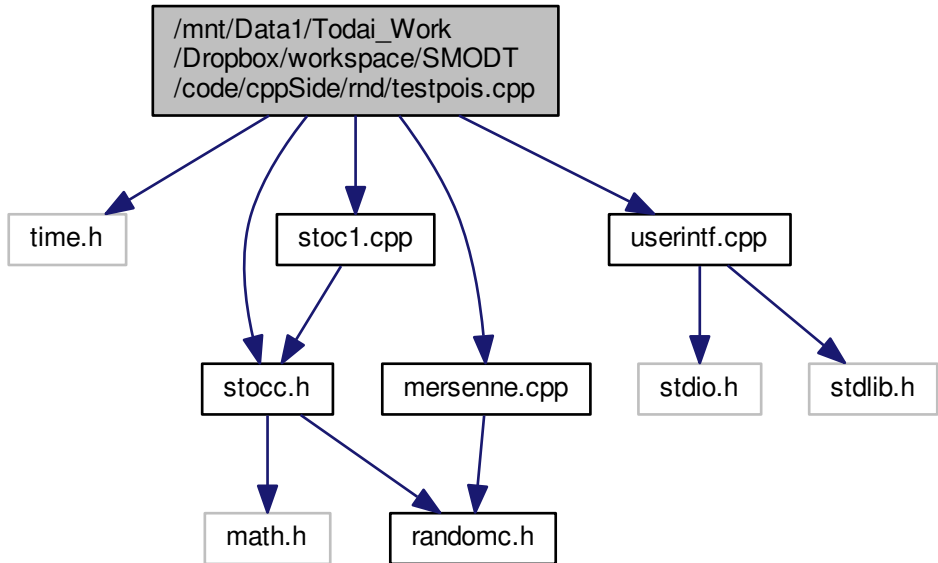 /mnt/Data1/Todai_Work
/Dropbox/workspace/SMODT
/code/cppSide/rnd/testpois.cpp
time.h
stoc1.cpp
userintf.cpp
stocc.h
mersenne.cpp
stdio.h
stdlib.h
math.h
randomc.h